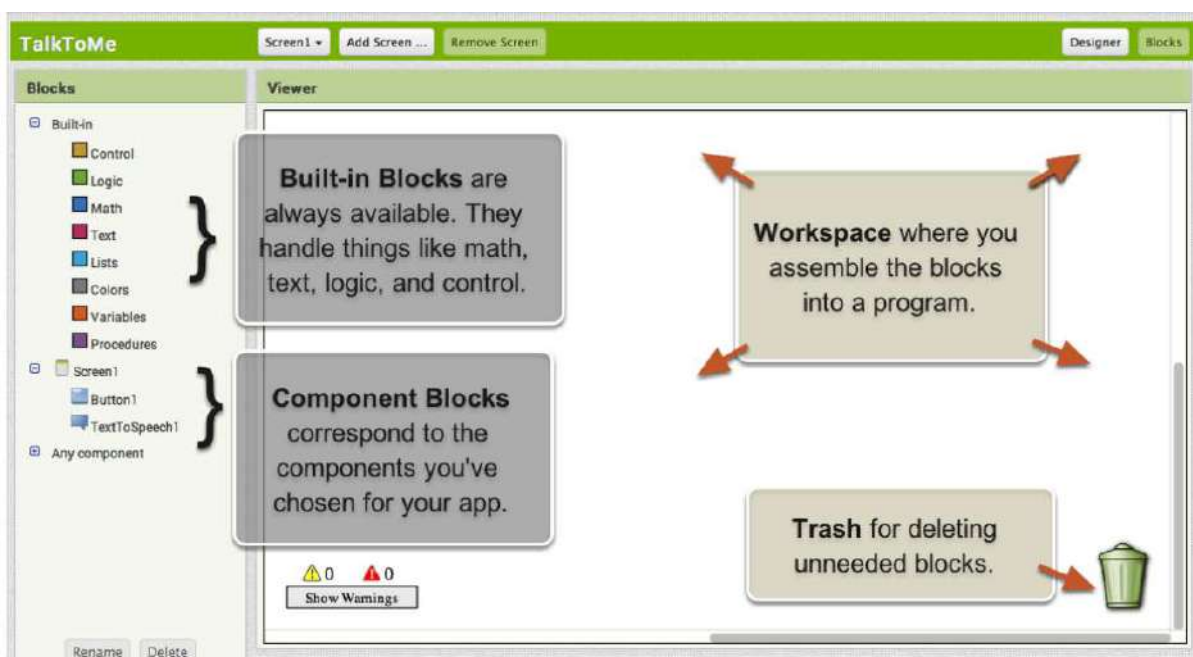 TalkToMe
Screen1
Add Screen ...
Remove Screen
Designer
Blocks
Blocks
Viewer
Built-in
Control
Logic
Math
Text
Lists
Colors
Variables
Procedures
Screen1
Button1
TextToSpeech1
Any component
Rename
Delete
Built-in Blocks are
always available. They
handle things like math,
text, logic, and control.
Component Blocks
correspond to the
components you've
chosen for your app.
Workspace where you
assemble the blocks
into a program.
Trash for deleting
unneeded blocks.
0
0
Show Warnings